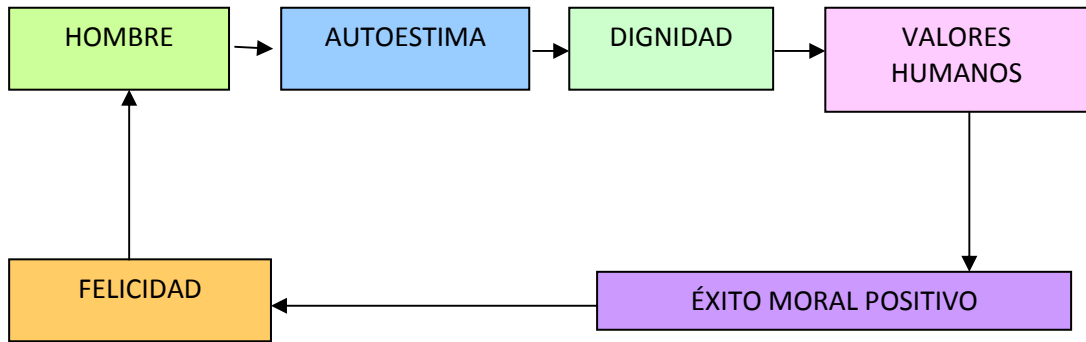 HOMBRE
AUTOESTIMA
DIGNIDAD
VALORES
HUMANOS
FELICIDAD
ÉXITO MORAL POSITIVO